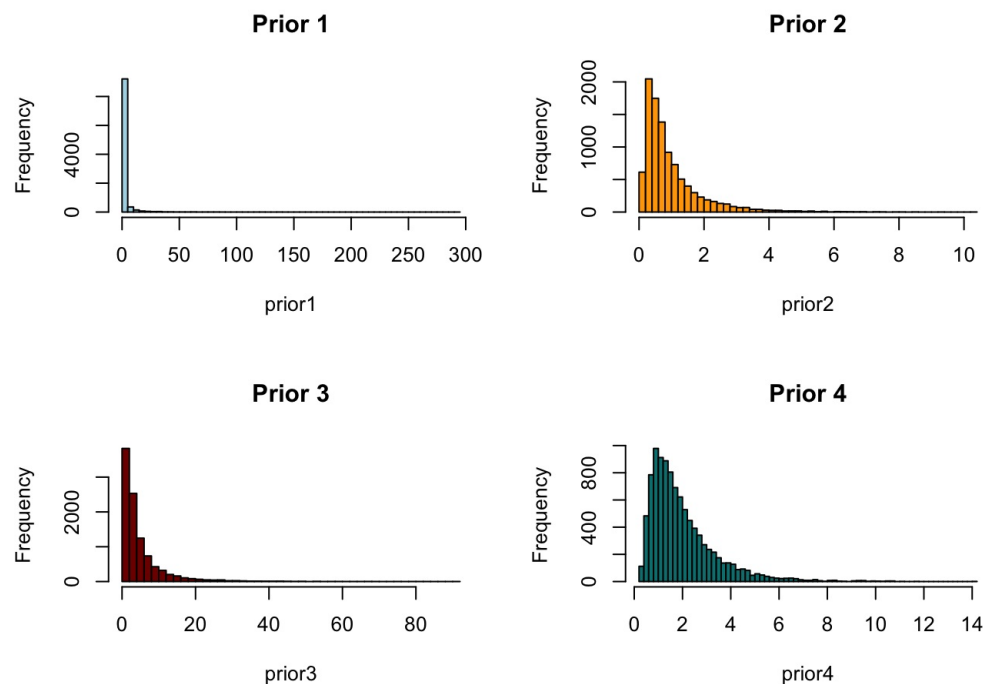 Prior 1
Frequency
0 4000
0 50 100 150 200 250 300
prior1
Prior 2
Frequency
0 1000 2000
0 2 4 6 8 10
prior2
Prior 3
Frequency
0 2000
0 20 40 60 80
prior3
Prior 4
Frequency
0 400 800
0 2 4 6 8 10 12 14
prior4